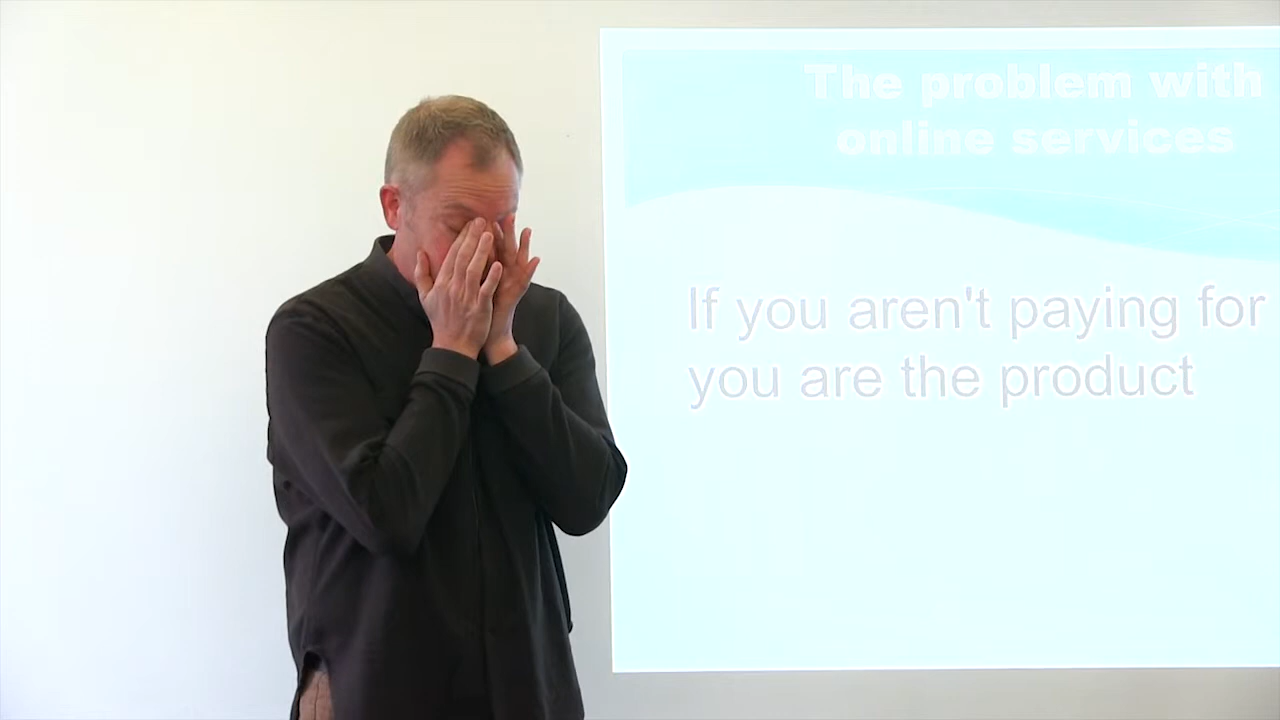 The problem with
online services
If you aren't paying for
you are the product